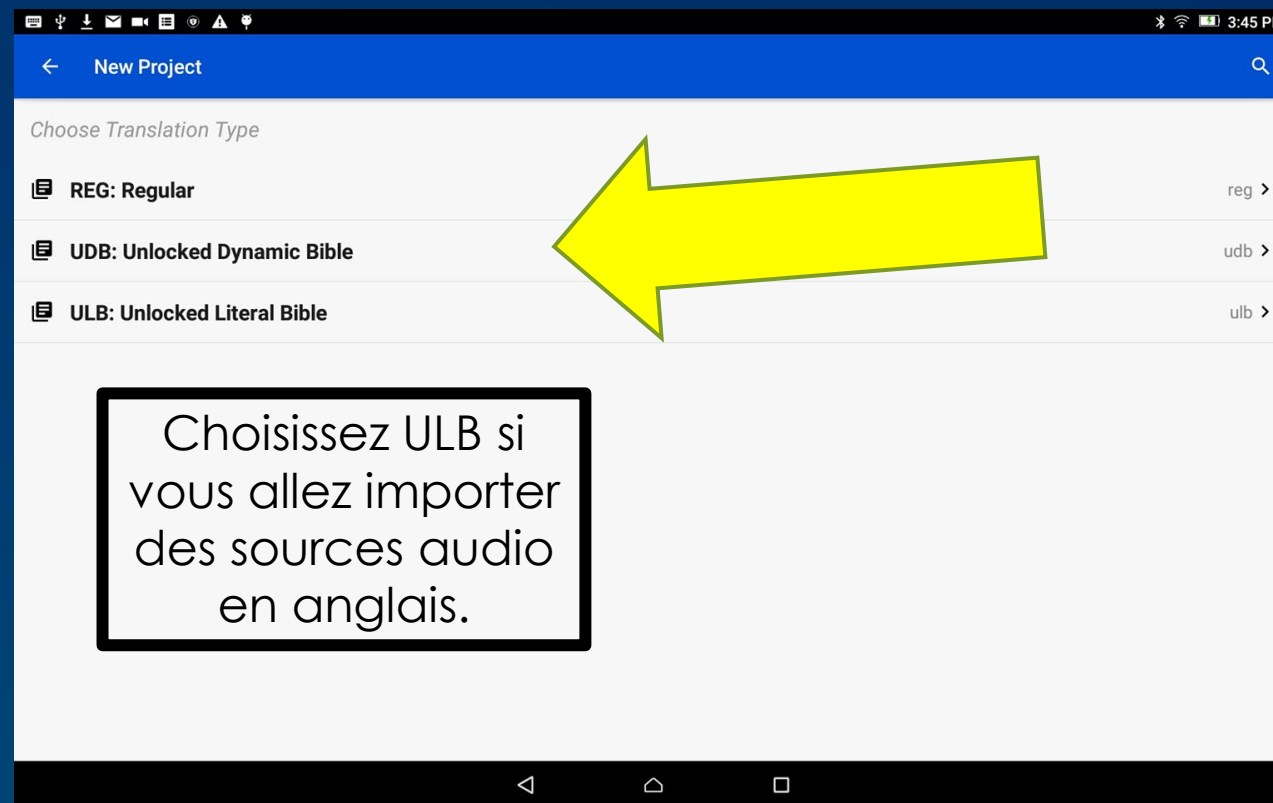 3:45 P
New Project
Choose Translation Type
REG: Regular reg
UDB: Unlocked Dynamic Bible udb
ULB: Unlocked Literal Bible ulb
Choisissez ULB si
vous allez importer
des sources audio
en anglais.